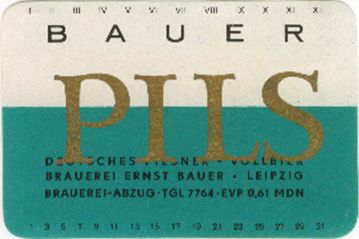 I II III IV V VI VII VIII IX X XI XI
BAUER
PILS
DEUTSCHES PILSNER · VOLLBIER
BRAUEREI ERNST BAUER · LEIPZIG
BRAUEREI-ABZUG · TGL 7764 · EVP 0,61 MDN
1 3 5 7 9 11 13 15 17 19 21 23 25 27 29 31